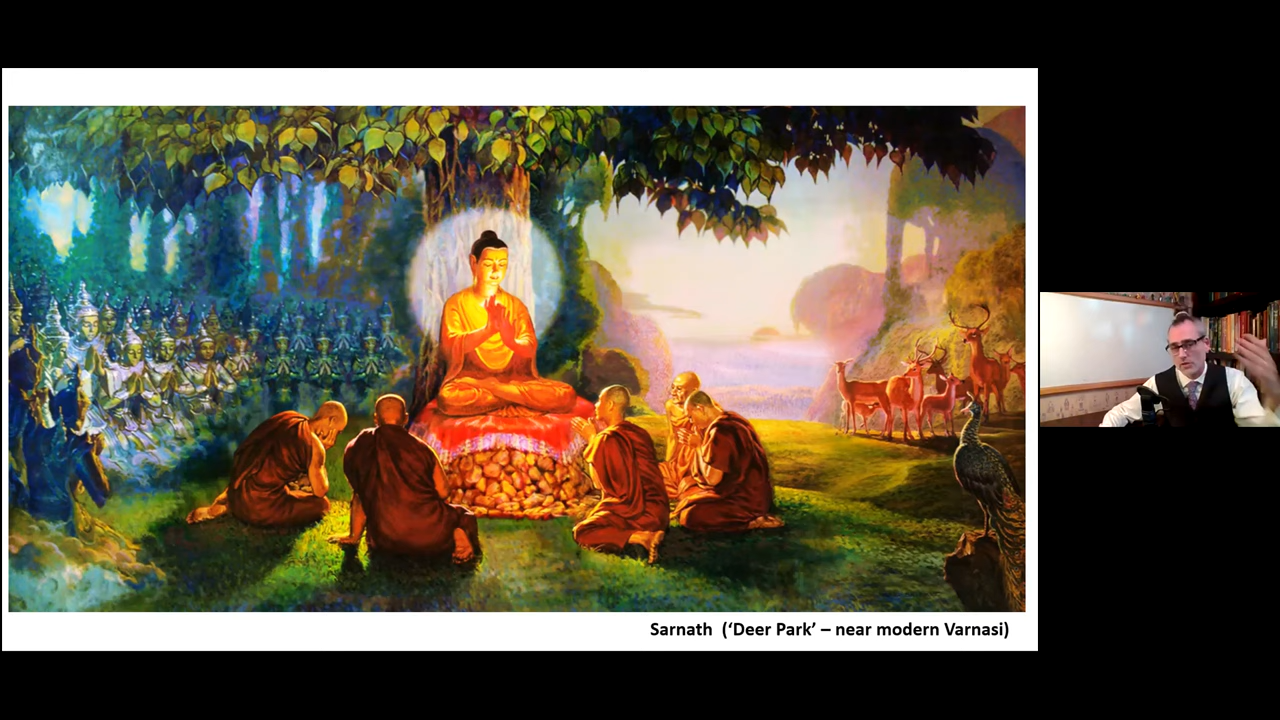 Sarnath (‘Deer Park’ – near modern Varnasi)